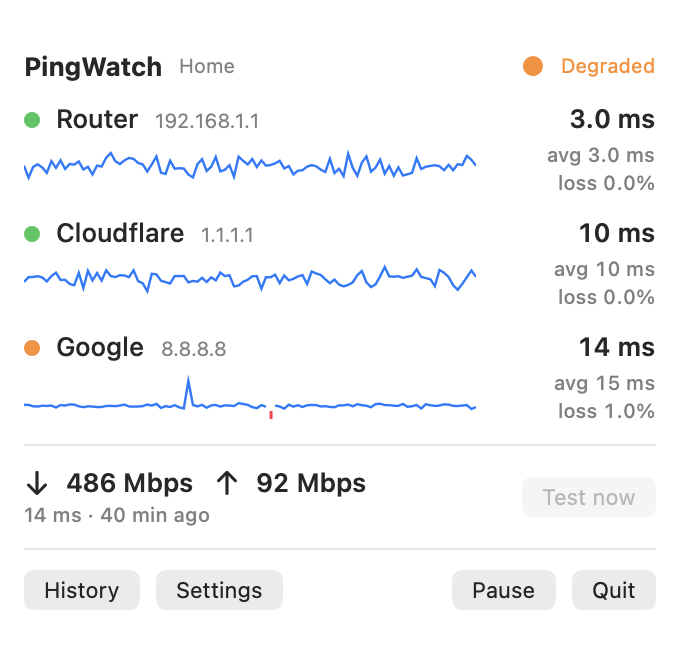 PingWatch Home Degraded
Router 192.168.1.1 3.0 ms
avg 3.0 ms
loss 0.0%
Cloudflare 1.1.1.1 10 ms
avg 10 ms
loss 0.0%
Google 8.8.8.8 14 ms
avg 15 ms
loss 1.0%
↓ 486 Mbps ↑ 92 Mbps
14 ms · 40 min ago
Test now
History Settings Pause Quit